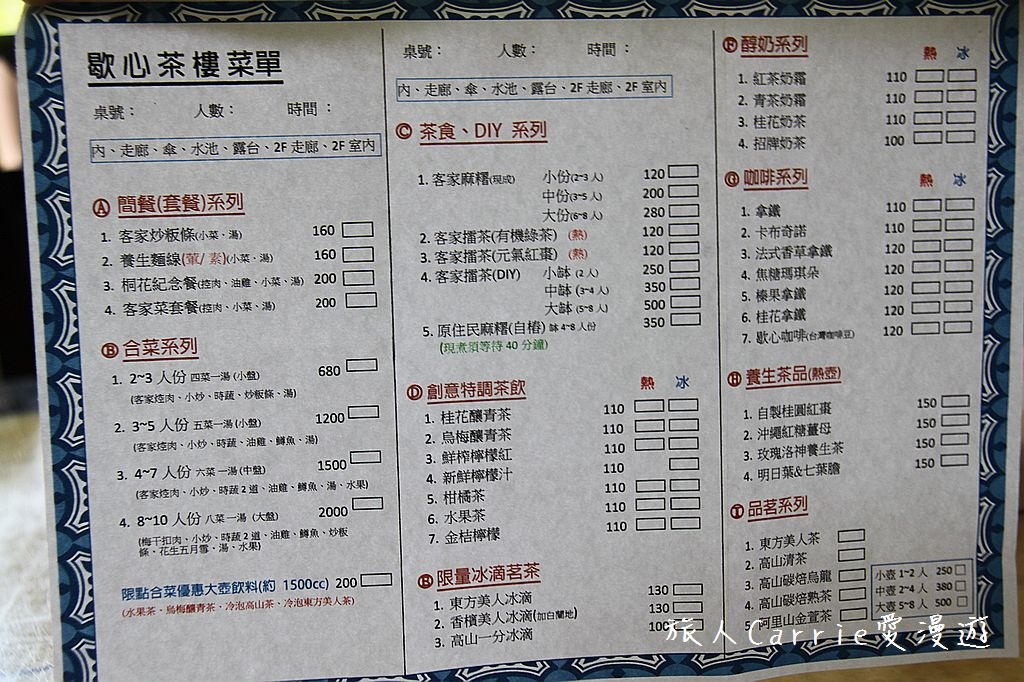 歇心茶樓菜單
桌號： 人數： 時間：
內、走廊、傘、水池、露台、2F 走廊、2F 室內
Ⓐ 簡餐(套餐)系列
1. 客家炒粄條(小菜、湯) 160
2. 養生麵線(葷/ 素)(小菜、湯) 160
3. 桐花紀念餐(控肉、油雞、小菜、湯) 200
4. 客家菜套餐(控肉、小菜、湯) 200
Ⓑ 合菜系列
1. 2~3 人份 四菜一湯 (小盤) 680
(客家焢肉、小炒、時蔬、炒粄條、湯)
2. 3~5 人份 五菜一湯 (小盤) 1200
(客家焢肉、小炒、時蔬、油雞、鱒魚、湯)
3. 4~7 人份 六菜一湯 (中盤) 1500
(客家焢肉、小炒、時蔬 2 道、油雞、鱒魚、湯、水果)
4. 8~10 人份 八菜一湯 (大盤) 2000
(梅干扣肉、小炒、時蔬 2 道、油雞、鱒魚、炒粄
條、花生五月雪、湯、水果)
限點合菜優惠大壺飲料(約 1500cc) 200
(水果茶、烏梅釀青茶、冷泡高山茶、冷泡東方美人茶)
桌號： 人數： 時間：
內、走廊、傘、水池、露台、2F 走廊、2F 室內
Ⓒ 茶食、DIY 系列
1. 客家麻糬(現成) 小份(2~3 人) 120
中份(3~5 人) 200
大份(6~8 人) 280
2. 客家擂茶(有機綠茶) (熱) 120
3. 客家擂茶(元氣紅棗) (熱) 120
4. 客家擂茶(DIY) 小缽 (2 人) 250
中缽 (3~4 人) 350
大缽 (5~8 人) 500
5. 原住民麻糬(自樁) 缽 4~8 人份 350
(現煮須等待 40 分鐘)
Ⓓ 創意特調茶飲 熱 冰
1. 桂花釀青茶 110
2. 烏梅釀青茶 110
3. 鮮榨檸檬紅 110
4. 新鮮檸檬汁 110
5. 柑橘茶 110
6. 水果茶 110
7. 金桔檸檬 110
Ⓔ 限量冰滴茗茶
1. 東方美人冰滴 130
2. 香檳美人冰滴(加白蘭地) 130
3. 高山一分冰滴 100
Ⓕ 醇奶系列 熱 冰
1. 紅茶奶霜 110
2. 青茶奶霜 110
3. 桂花奶茶 110
4. 招牌奶茶 100
Ⓖ 咖啡系列 熱 冰
1. 拿鐵 110
2. 卡布奇諾 110
3. 法式香草拿鐵 120
4. 焦糖瑪琪朵 120
5. 榛果拿鐵 120
6. 桂花拿鐵 120
7. 歇心咖啡(台灣咖啡豆) 120
Ⓗ 養生茶品(熱壺)
1. 自製桂圓紅棗 150
2. 沖繩紅糖薑母 150
3. 玫瑰洛神養生茶 150
4. 明日葉&七葉膽 150
Ⓘ 品茗系列
1. 東方美人茶
2. 高山清茶
3. 高山碳焙烏龍
4. 高山碳焙熟茶
5. 阿里山金萱茶
小壺 1~2 人 250
中壺 2~4 人 380
大壺 5~8 人 500
旅人Carrie愛漫遊